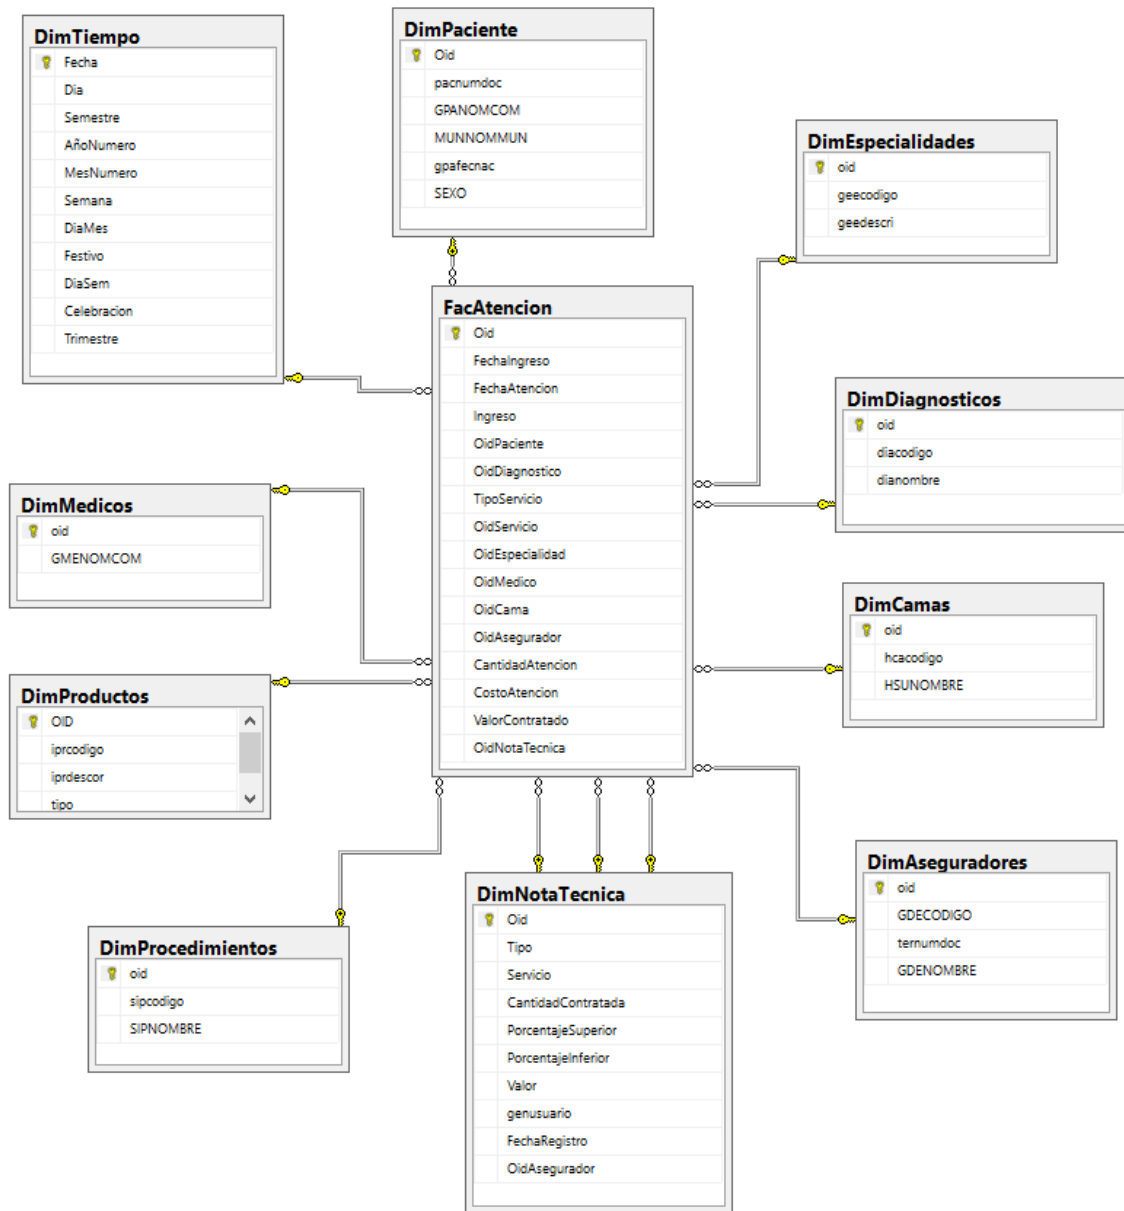 DimTiempo
Fecha
Dia
Semestre
AñoNumero
MesNumero
Semana
DiaMes
Festivo
DiaSem
Celebracion
Trimestre
DimPaciente
Oid
pacnumdoc
GPANOMCOM
MUNNOMMUN
gpafecnac
SEXO
DimEspecialidades
oid
geecodigo
geedescri
FacAtencion
Oid
FechaIngreso
FechaAtencion
Ingreso
OidPaciente
OidDiagnostico
TipoServicio
OidServicio
OidEspecialidad
OidMedico
OidCama
OidAsegurador
CantidadAtencion
CostoAtencion
ValorContratado
OidNotaTecnica
DimDiagnosticos
oid
diacodigo
dianombre
DimMedicos
oid
GMENOMCOM
DimCamas
oid
hcacodigo
HSUNOMBRE
DimProductos
OID
iprcodigo
iprdescor
tipo
DimAseguradores
oid
GDECODIGO
ternumdoc
GDENOMBRE
DimProcedimientos
oid
sipcodigo
SIPNOMBRE
DimNotaTecnica
Oid
Tipo
Servicio
CantidadContratada
PorcentajeSuperior
PorcentajeInferior
Valor
genusuario
FechaRegistro
OidAsegurador